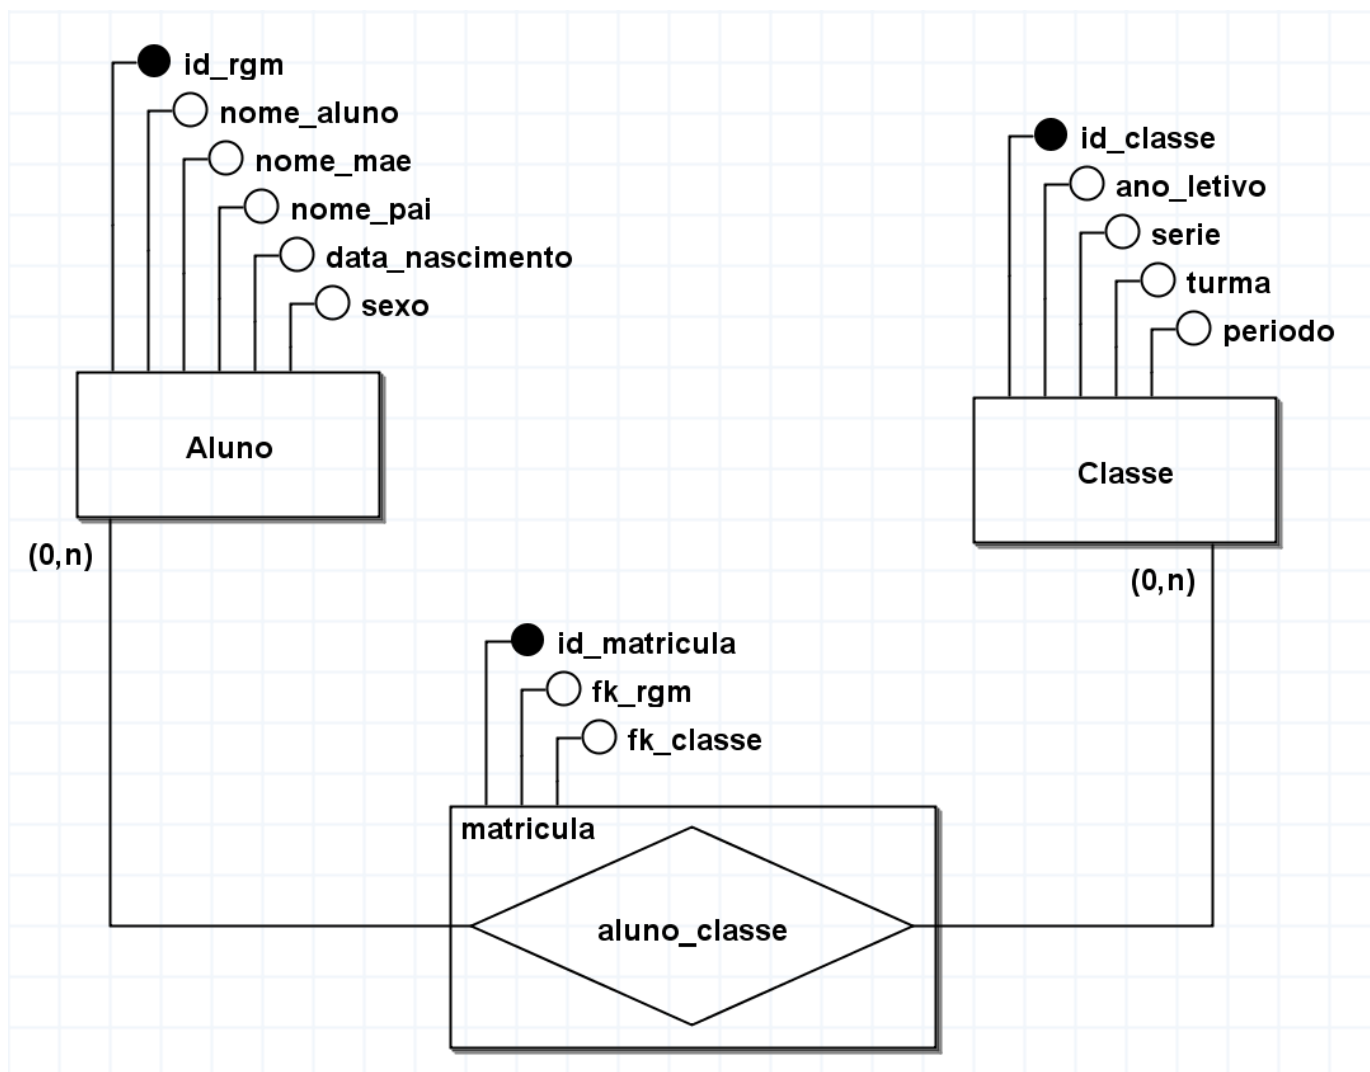 id_rgm
nome_aluno
nome_mae
nome_pai
data_nascimento
sexo
Aluno
(0,n)
id_classe
ano_letivo
serie
turma
periodo
Classe
(0,n)
id_matricula
fk_rgm
fk_classe
matricula
aluno_classe